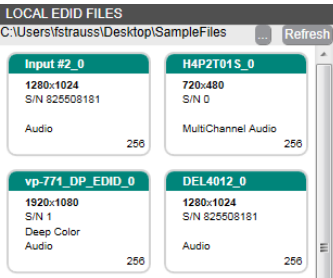 LOCAL EDID FILES
C:\Users\fstrauss\Desktop\SampleFiles ... Refresh
Input #2_0
1280x1024
S/N 825508181
Audio
256
H4P2T01S_0
720x480
S/N 0
MultiChannel Audio
256
vp-771_DP_EDID_0
1920x1080
S/N 1
Deep Color
Audio
256
DEL4012_0
1280x1024
S/N 825508181
Audio
256